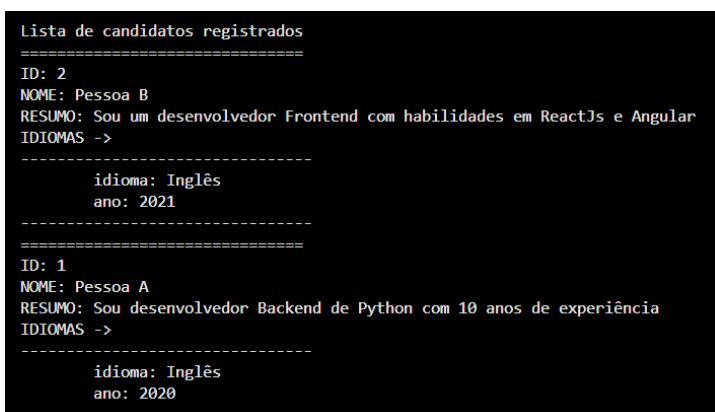 Lista de candidatos registrados
===============================
ID: 2
NOME: Pessoa B
RESUMO: Sou um desenvolvedor Frontend com habilidades em ReactJs e Angular
IDIOMAS ->
--------------------------------
idioma: Inglês
ano: 2021
--------------------------------
===============================
ID: 1
NOME: Pessoa A
RESUMO: Sou desenvolvedor Backend de Python com 10 anos de experiência
IDIOMAS ->
--------------------------------
idioma: Inglês
ano: 2020